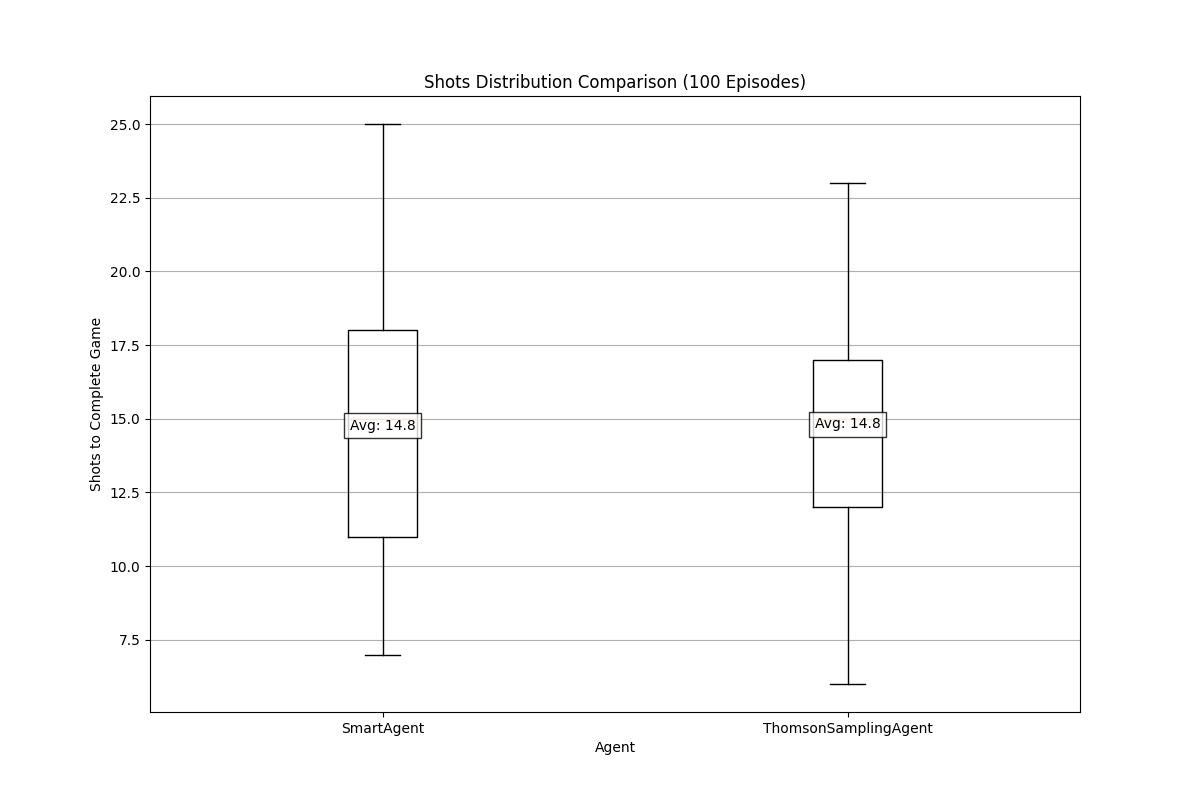 Shots Distribution Comparison (100 Episodes)
Shots to Complete Game
25.0
22.5
20.0
17.5
15.0
12.5
10.0
7.5
Avg: 14.8
Avg: 14.8
SmartAgent
ThomsonSamplingAgent
Agent